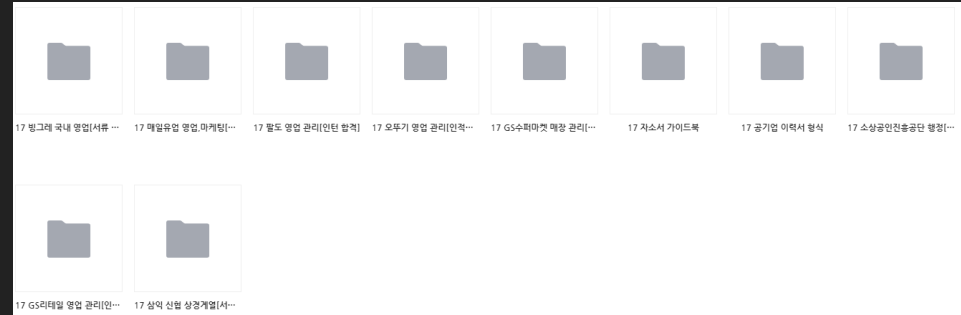 17 빙그레 국내 영업[서류 …
17 매일유업 영업,마케팅[…
17 팔도 영업 관리[인턴 합격]
17 오뚜기 영업 관리[인적…
17 GS수퍼마켓 매장 관리[…
17 자소서 가이드북
17 공기업 이력서 형식
17 소상공인진흥공단 행정[…
17 GS리테일 영업 관리[인…
17 삼익 신협 상경계열[서…